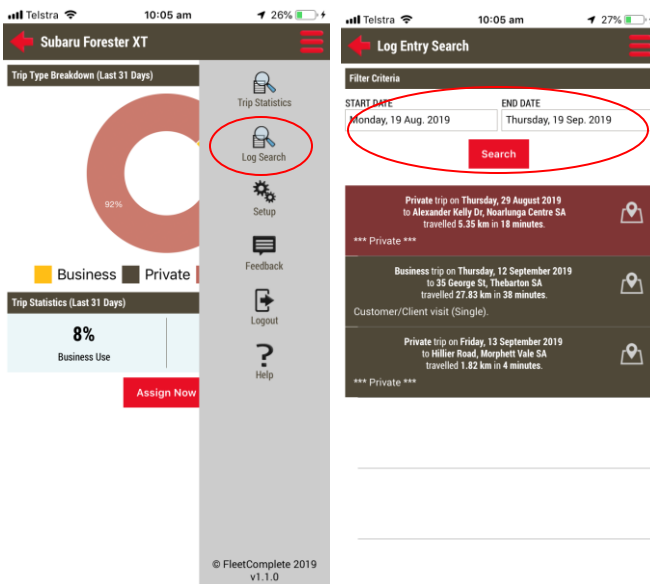 Telstra 10:05 am 26%
Subaru Forester XT
Trip Type Breakdown (Last 31 Days)
92%
Business Private
Trip Statistics (Last 31 Days)
8%
Business Use
Assign Now
Trip Statistics
Log Search
Setup
Feedback
Logout
?
Help
© FleetComplete 2019
v1.1.0
Telstra 10:05 am 27%
Log Entry Search
Filter Criteria
START DATE END DATE
Monday, 19 Aug. 2019 Thursday, 19 Sep. 2019
Search
Private trip on Thursday, 29 August 2019
to Alexander Kelly Dr, Noarlunga Centre SA
travelled 5.35 km in 18 minutes.
*** Private ***
Business trip on Thursday, 12 September 2019
to 35 George St, Thebarton SA
travelled 27.83 km in 38 minutes.
Customer/Client visit (Single).
Private trip on Friday, 13 September 2019
to Hillier Road, Morphett Vale SA
travelled 1.82 km in 4 minutes.
*** Private ***